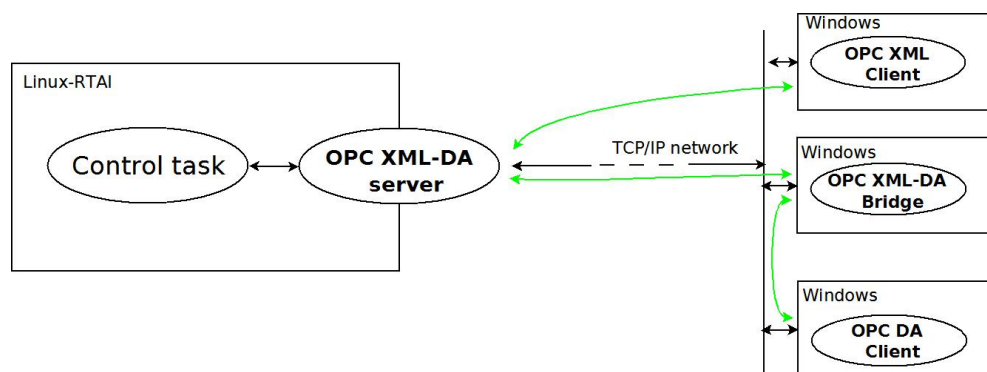 Linux-RTAI
Control task
OPC XML-DA
server
TCP/IP network
Windows
OPC XML
Client
Windows
OPC XML-DA
Bridge
Windows
OPC DA
Client